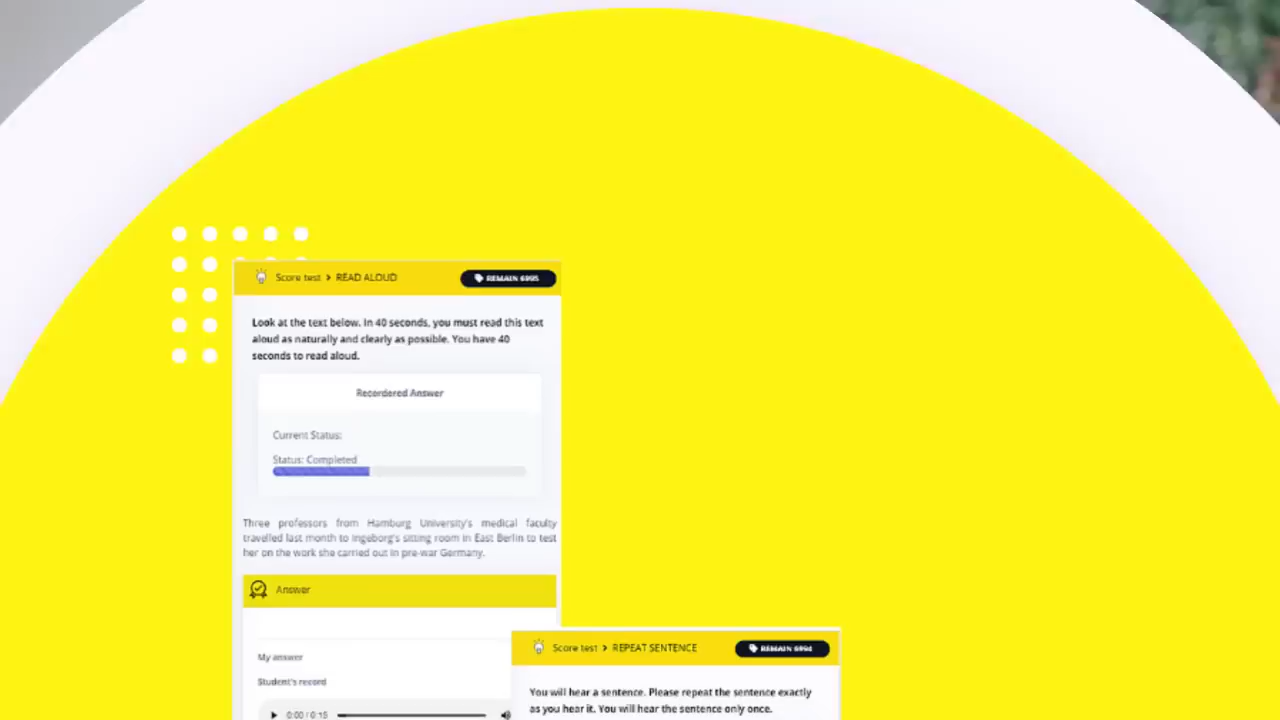 Score test > READ ALOUD
REMAIN 6995
Look at the text below. In 40 seconds, you must read this text
aloud as naturally and clearly as possible. You have 40
seconds to read aloud.
Recordered Answer
Current Status:
Status: Completed
Three professors from Hamburg University's medical faculty
travelled last month to Ingeborg's sitting room in East Berlin to test
her on the work she carried out in pre-war Germany.
Answer
My answer
Student's record
0:00 / 0:15
Score test > REPEAT SENTENCE
REMAIN 6994
You will hear a sentence. Please repeat the sentence exactly
as you hear it. You will hear the sentence only once.